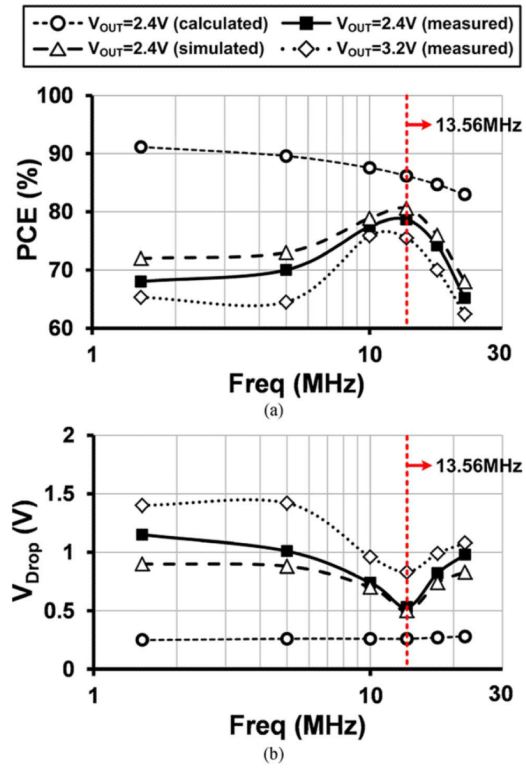 VOUT=2.4V (calculated) VOUT=2.4V (measured)
VOUT=2.4V (simulated) VOUT=3.2V (measured)
100
13.56MHz
90
80
70
60
PCE (%)
1 10 30
Freq (MHz)
(a)
2
13.56MHz
1.5
1
0.5
0
VDrop (V)
1 10 30
Freq (MHz)
(b)